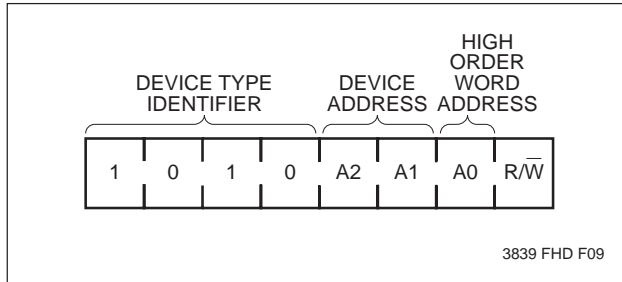 HIGH
ORDER
DEVICE TYPE DEVICE WORD
IDENTIFIER ADDRESS ADDRESS
1 0 1 0 A2 A1 A0 R/W̅
3839 FHD F09